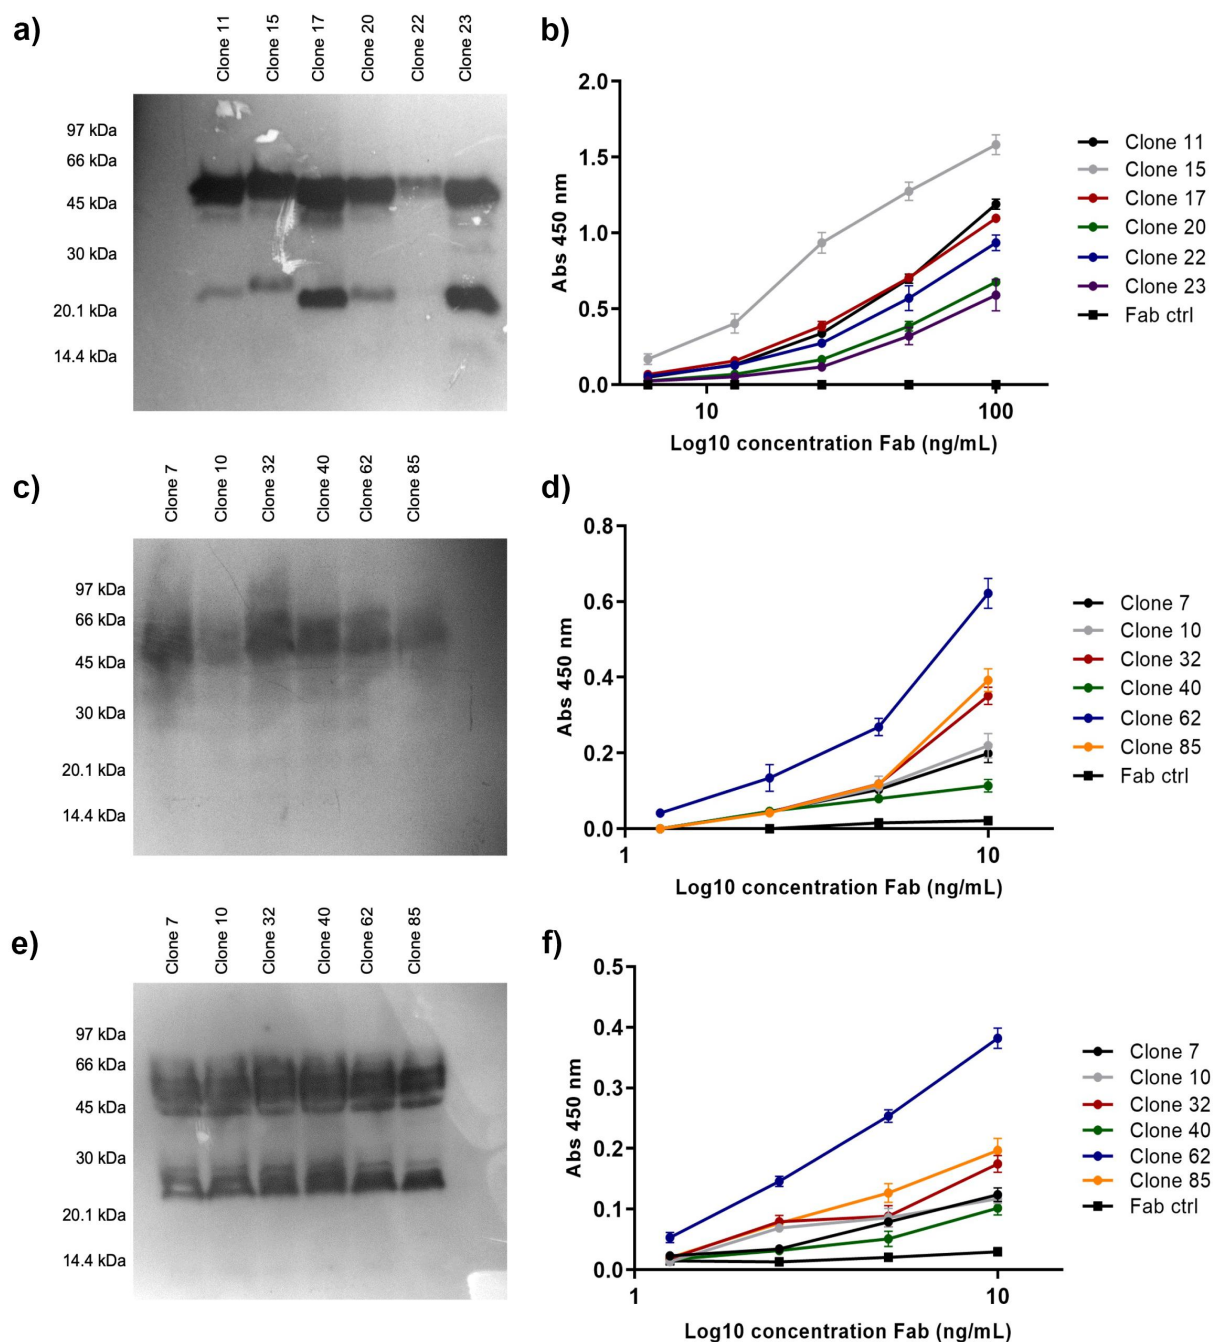 a)
Clone 11
Clone 15
Clone 17
Clone 20
Clone 22
Clone 23
97 kDa
66 kDa
45 kDa
30 kDa
20.1 kDa
14.4 kDa
b)
2.0
1.5
1.0
0.5
0.0
Abs 450 nm
10
100
Log10 concentration Fab (ng/mL)
Clone 11
Clone 15
Clone 17
Clone 20
Clone 22
Clone 23
Fab ctrl
c)
Clone 7
Clone 10
Clone 32
Clone 40
Clone 62
Clone 85
97 kDa
66 kDa
45 kDa
30 kDa
20.1 kDa
14.4 kDa
d)
0.8
0.6
0.4
0.2
0.0
Abs 450 nm
1
10
Log10 concentration Fab (ng/mL)
Clone 7
Clone 10
Clone 32
Clone 40
Clone 62
Clone 85
Fab ctrl
e)
Clone 7
Clone 10
Clone 32
Clone 40
Clone 62
Clone 85
97 kDa
66 kDa
45 kDa
30 kDa
20.1 kDa
14.4 kDa
f)
0.5
0.4
0.3
0.2
0.1
0.0
Abs 450 nm
1
10
Log10 concentration Fab (ng/mL)
Clone 7
Clone 10
Clone 32
Clone 40
Clone 62
Clone 85
Fab ctrl